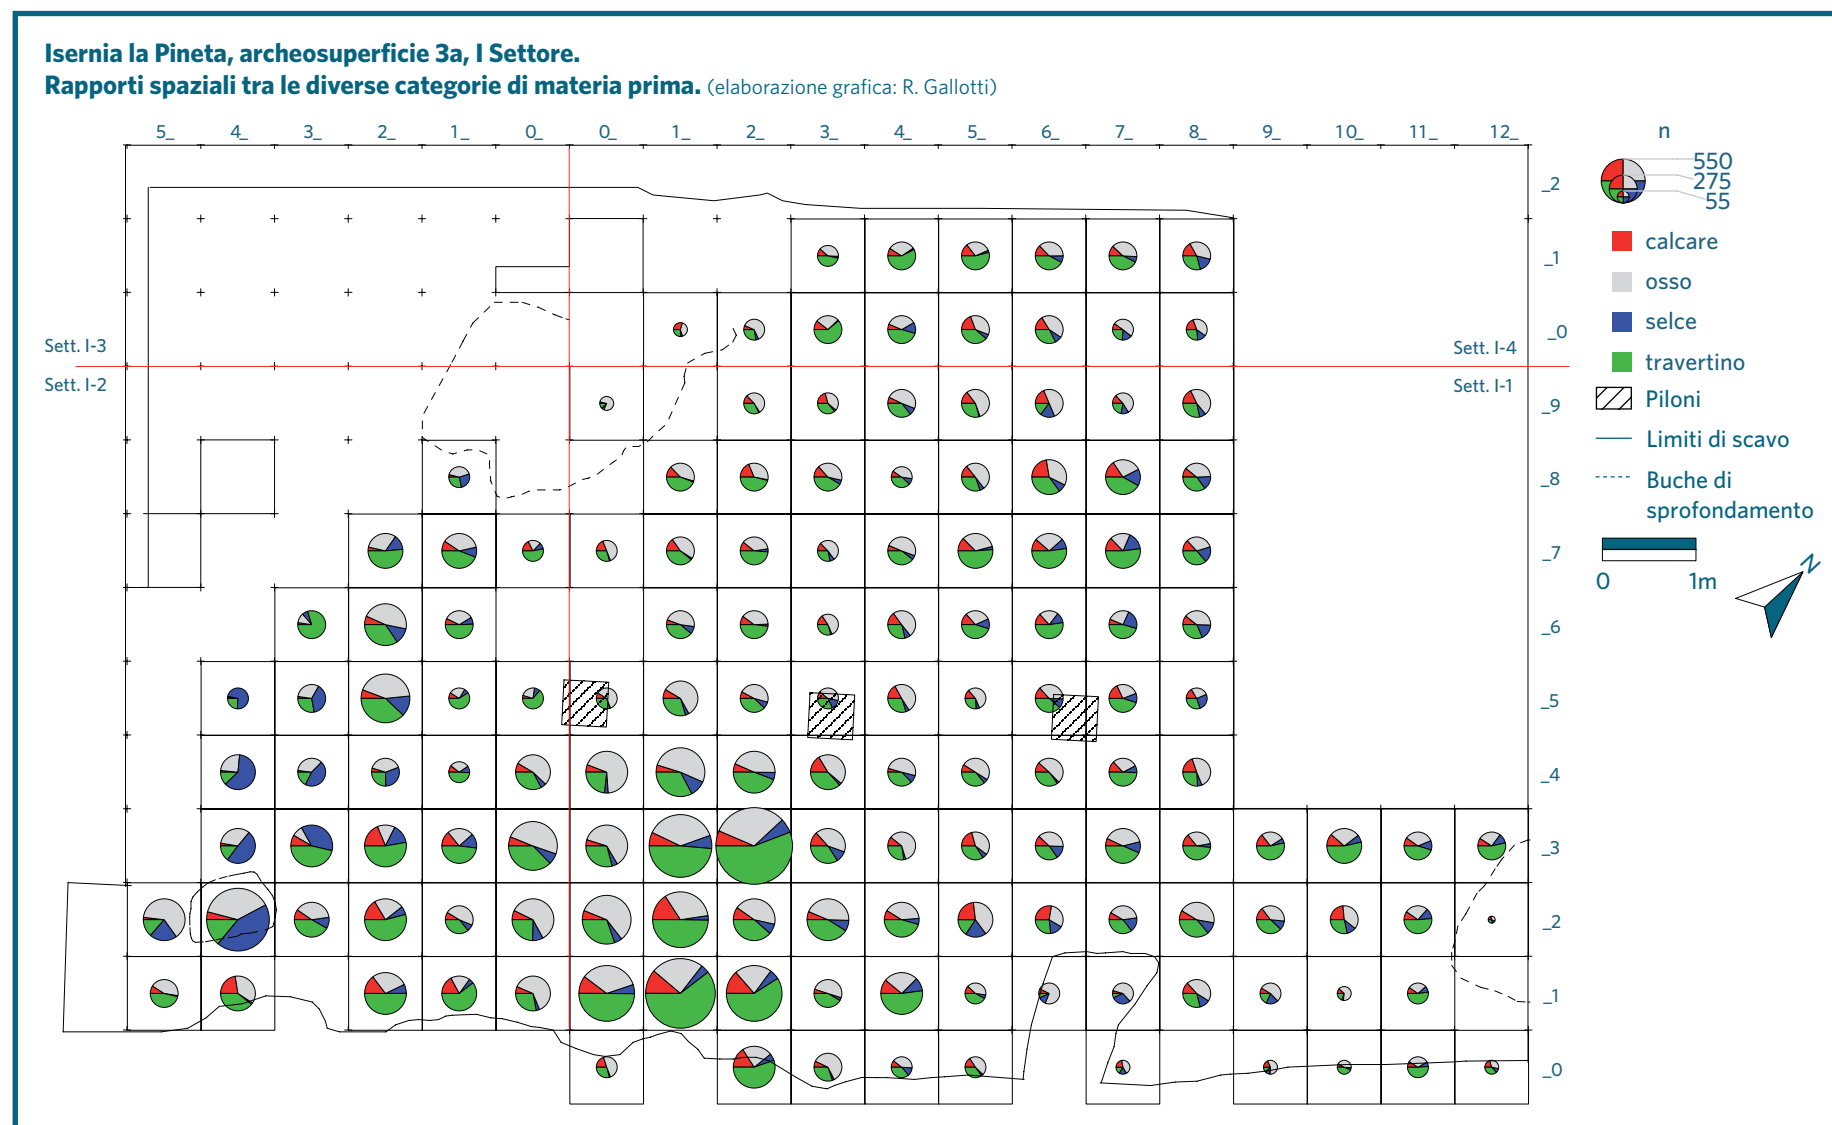 Isernia la Pineta, archeosuperficie 3a, I Settore.
Rapporti spaziali tra le diverse categorie di materia prima. (elaborazione grafica: R. Gallotti)
5_ 4_ 3_ 2_ 1_ 0_ 0_ 1_ 2_ 3_ 4_ 5_ 6_ 7_ 8_ 9_ 10_ 11_ 12_
_2
_1
_0
Sett. I-3
Sett. I-4
Sett. I-2
Sett. I-1
_9
_8
_7
_6
_5
_4
_3
_2
_1
_0
n
550
275
55
calcare
osso
selce
travertino
Piloni
Limiti di scavo
Buche di
sprofondamento
0 1m
N